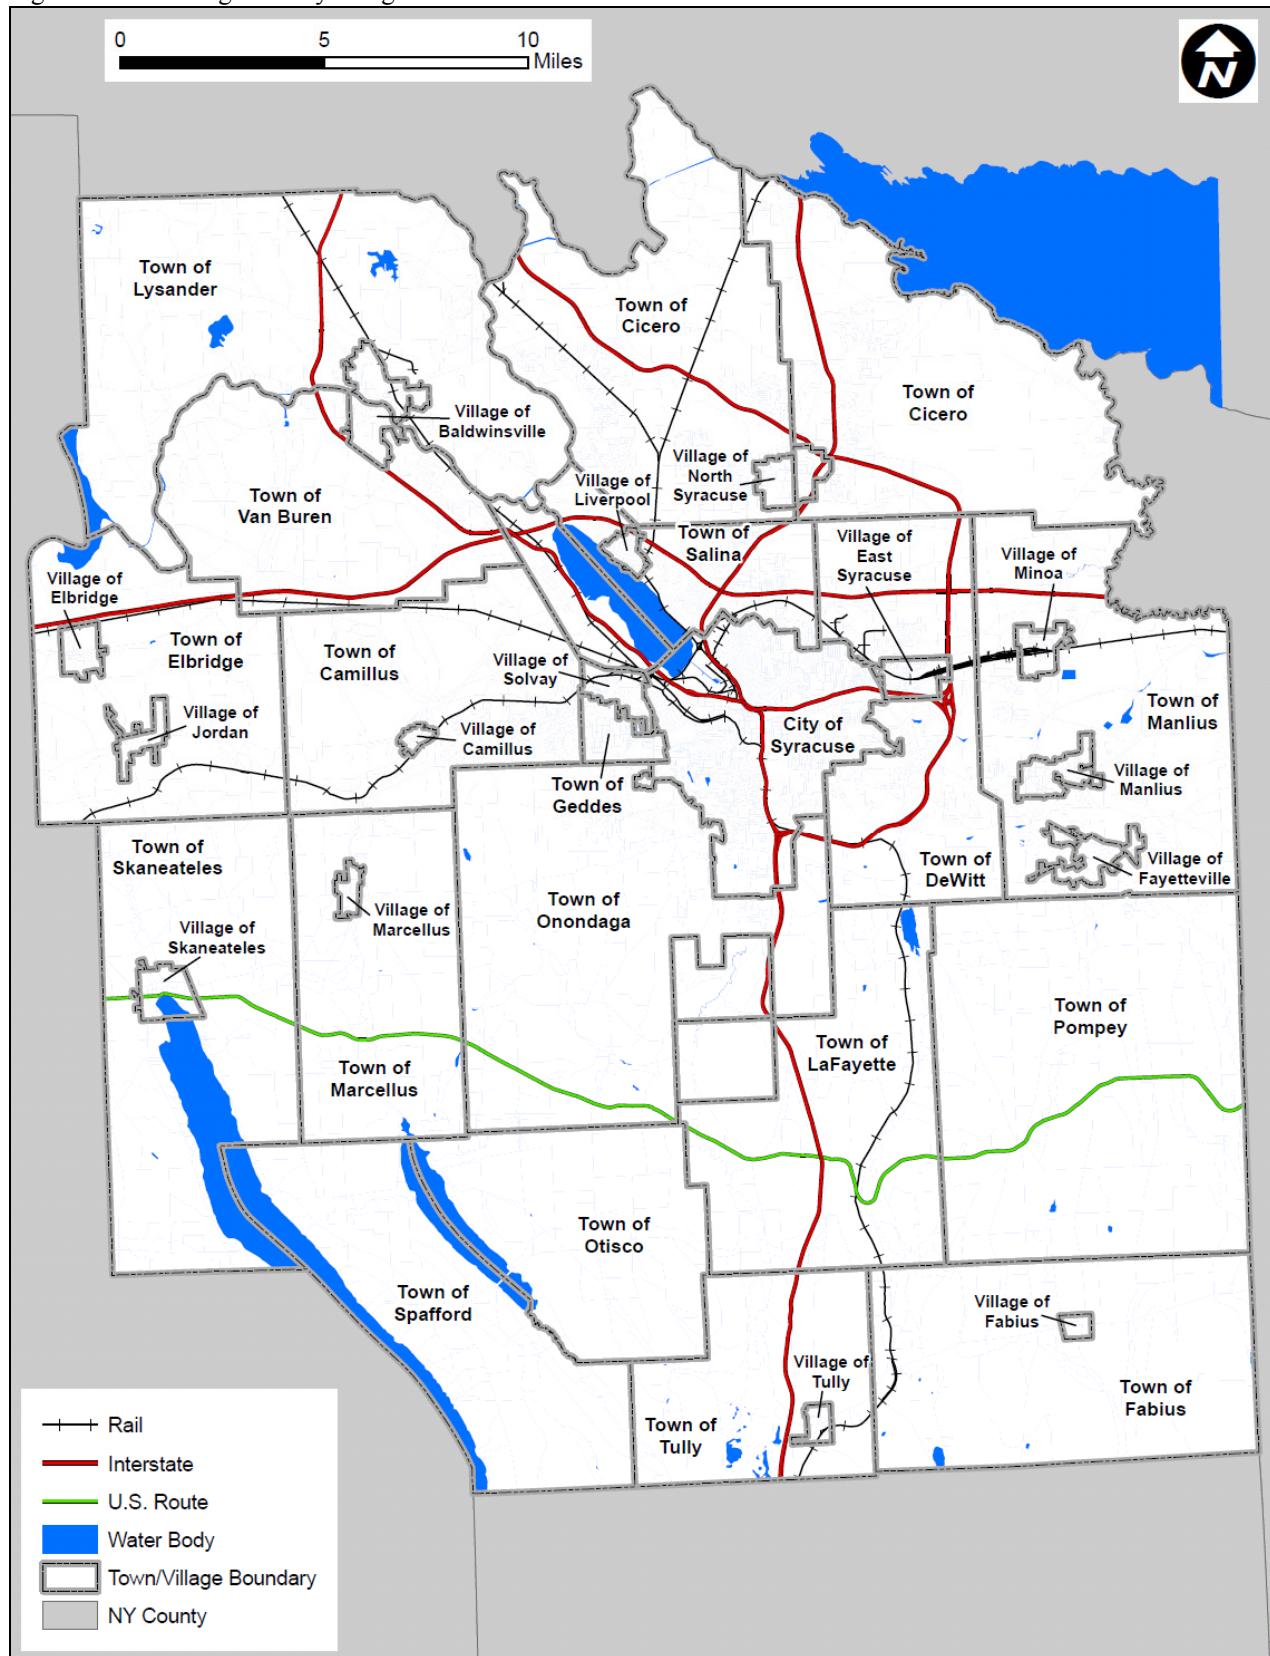 0 5 10
Miles
N
Town of
Lysander
Town of
Cicero
Town of
Cicero
Village of
Baldwinsville
Village of
North
Syracuse
Village of
Liverpool
Town of
Van Buren
Town of
Salina
Village of
East
Syracuse
Village of
Minoa
Village of
Elbridge
Town of
Elbridge
Town of
Camillus
Village of
Solvay
Village of
Jordan
Village of
Camillus
City of
Syracuse
Town of
Manlius
Village of
Manlius
Town of
Geddes
Town of
Skaneateles
Town of
DeWitt
Village of
Fayetteville
Village of
Marcellus
Town of
Onondaga
Village of
Skaneateles
Town of
Pompey
Town of
LaFayette
Town of
Marcellus
Town of
Otisco
Town of
Spafford
Village of
Fabius
Village of
Tully
Town of
Tully
Town of
Fabius
Rail
Interstate
U.S. Route
Water Body
Town/Village Boundary
NY County